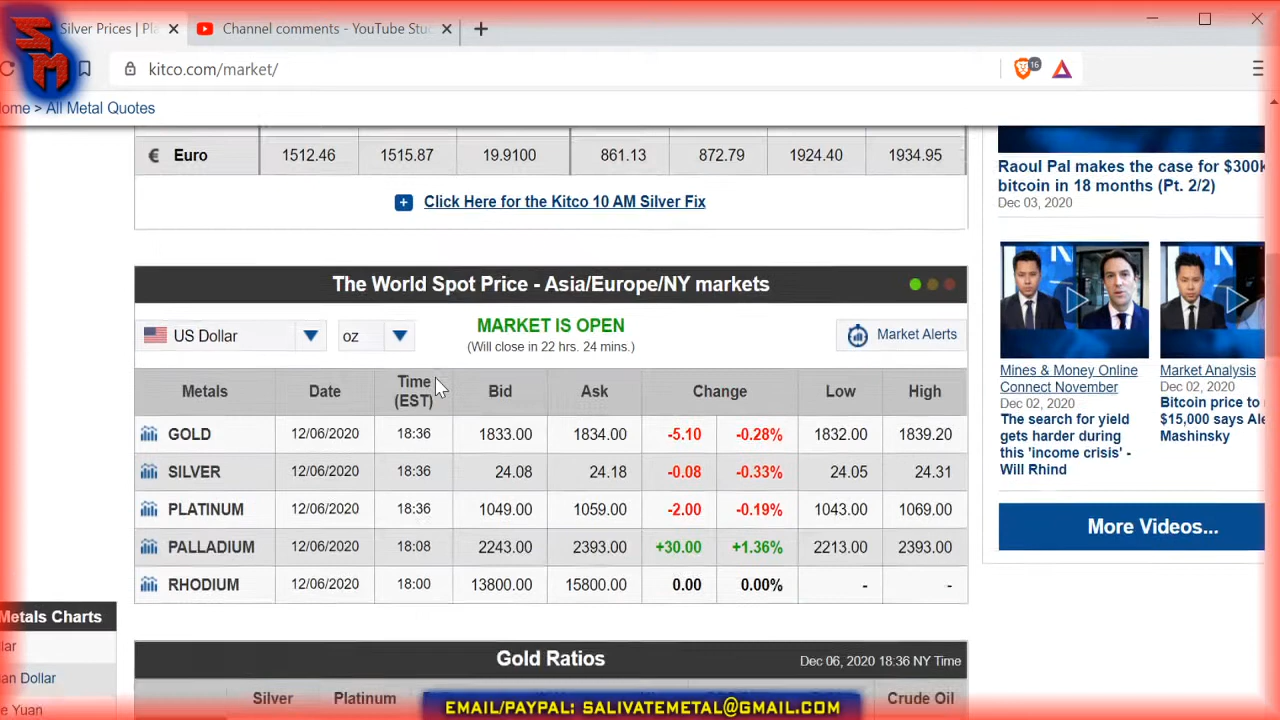 SM
Silver Prices | Pla
Channel comments - YouTube Stu
kitco.com/market/
16
ome > All Metal Quotes
€ Euro 1512.46 1515.87 19.9100 861.13 872.79 1924.40 1934.95
Click Here for the Kitco 10 AM Silver Fix
The World Spot Price - Asia/Europe/NY markets
US Dollar oz MARKET IS OPEN Market Alerts
(Will close in 22 hrs. 24 mins.)
Metals Date Time (EST) Bid Ask Change Low High
GOLD 12/06/2020 18:36 1833.00 1834.00 -5.10 -0.28% 1832.00 1839.20
SILVER 12/06/2020 18:36 24.08 24.18 -0.08 -0.33% 24.05 24.31
PLATINUM 12/06/2020 18:36 1049.00 1059.00 -2.00 -0.19% 1043.00 1069.00
PALLADIUM 12/06/2020 18:08 2243.00 2393.00 +30.00 +1.36% 2213.00 2393.00
RHODIUM 12/06/2020 18:00 13800.00 15800.00 0.00 0.00% - -
Gold Ratios Dec 06, 2020 18:36 NY Time
Silver Platinum Crude Oil
Metals Charts
lar
an Dollar
e Yuan
Raoul Pal makes the case for $300k
bitcoin in 18 months (Pt. 2/2)
Dec 03, 2020
Mines & Money Online
Connect November
Dec 02, 2020
The search for yield
gets harder during
this 'income crisis' -
Will Rhind
Market Analysis
Dec 02, 2020
Bitcoin price to
$15,000 says Ale
Mashinsky
More Videos...
EMAIL/PAYPAL: SALIVATEMETAL@GMAIL.COM